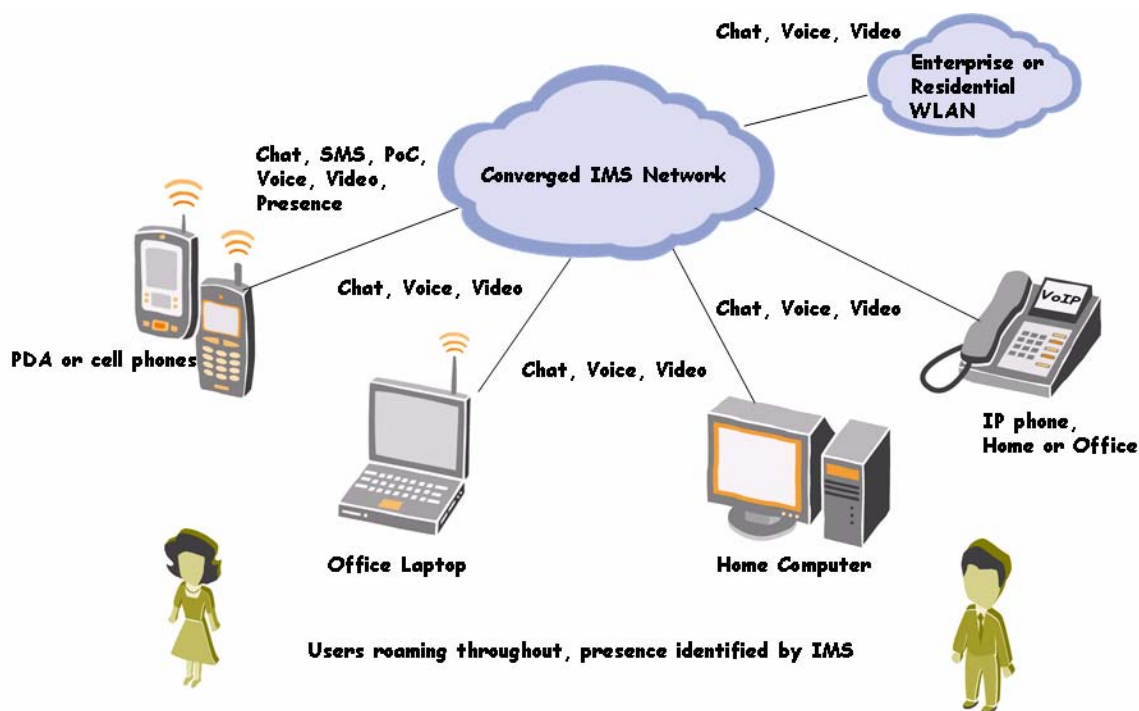 Chat, Voice, Video
Enterprise or
Residential
WLAN
Chat, SMS, PoC,
Voice, Video,
Presence
Converged IMS Network
Chat, Voice, Video
Chat, Voice, Video
VoIP
PDA or cell phones
Chat, Voice, Video
IP phone,
Home or Office
Office Laptop
Home Computer
Users roaming throughout, presence identified by IMS